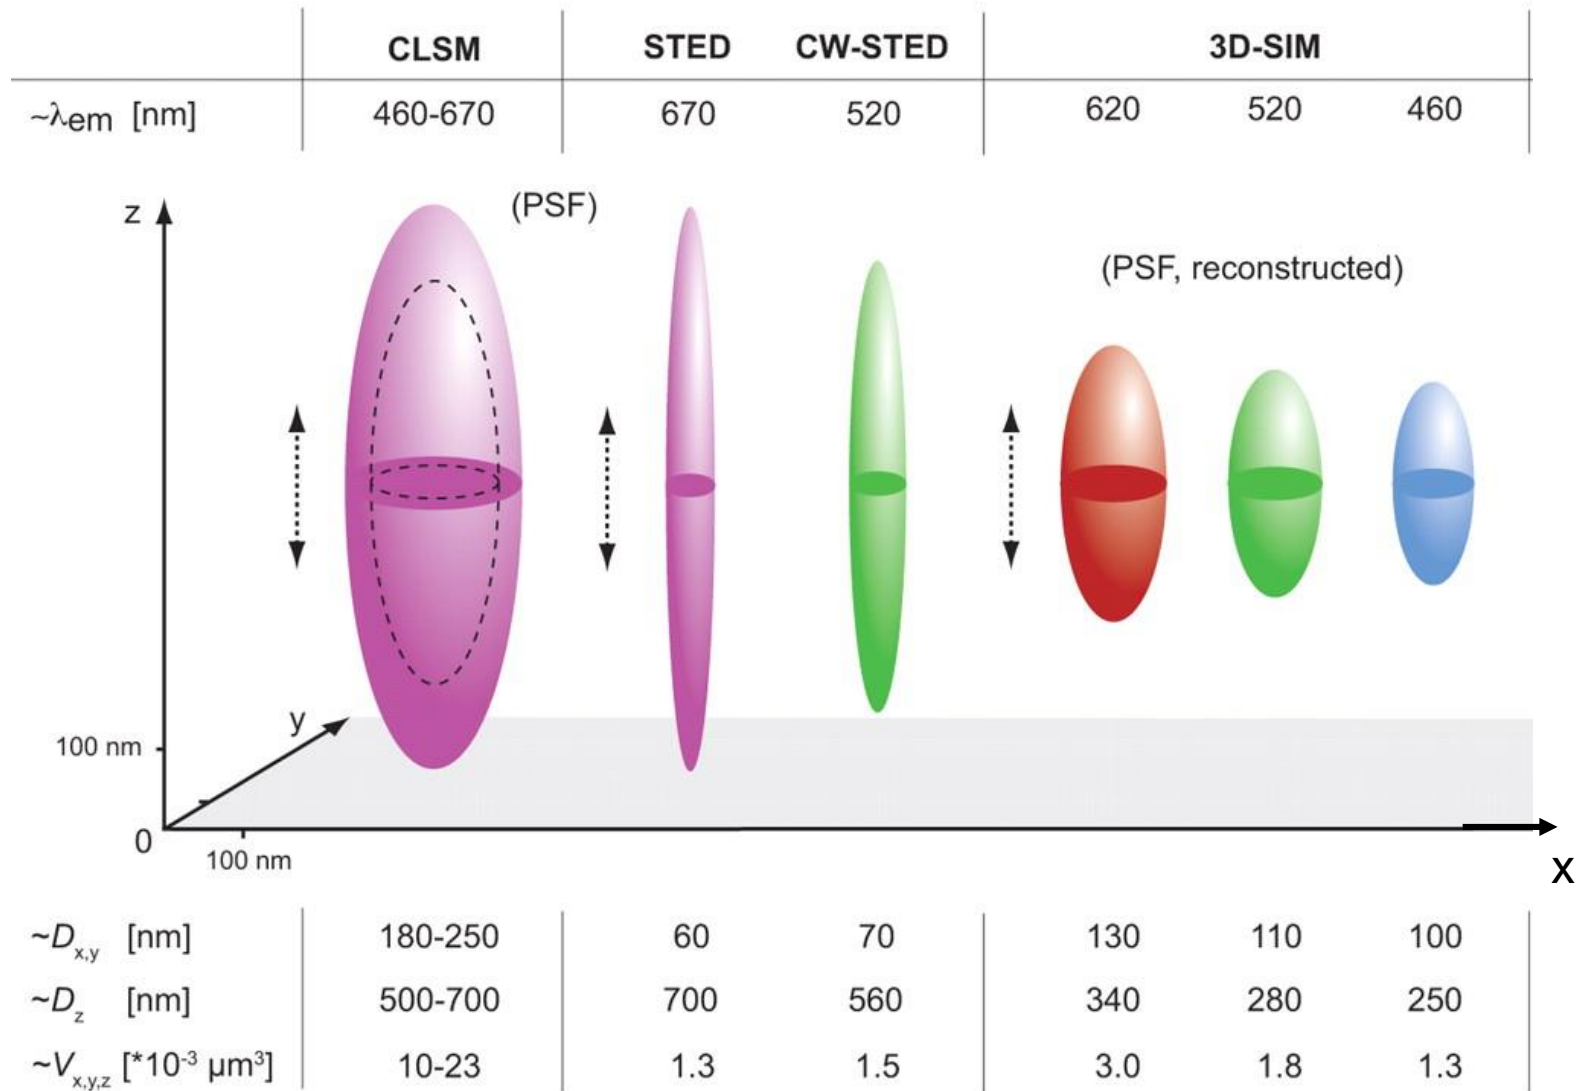 CLSM STED CW-STED 3D-SIM
~λem [nm] 460-670 670 520 620 520 460
z (PSF)
(PSF, reconstructed)
y
100 nm
0
100 nm
x
~Dx,y [nm] 180-250 60 70 130 110 100
~Dz [nm] 500-700 700 560 340 280 250
~Vx,y,z [*10-3 µm3] 10-23 1.3 1.5 3.0 1.8 1.3